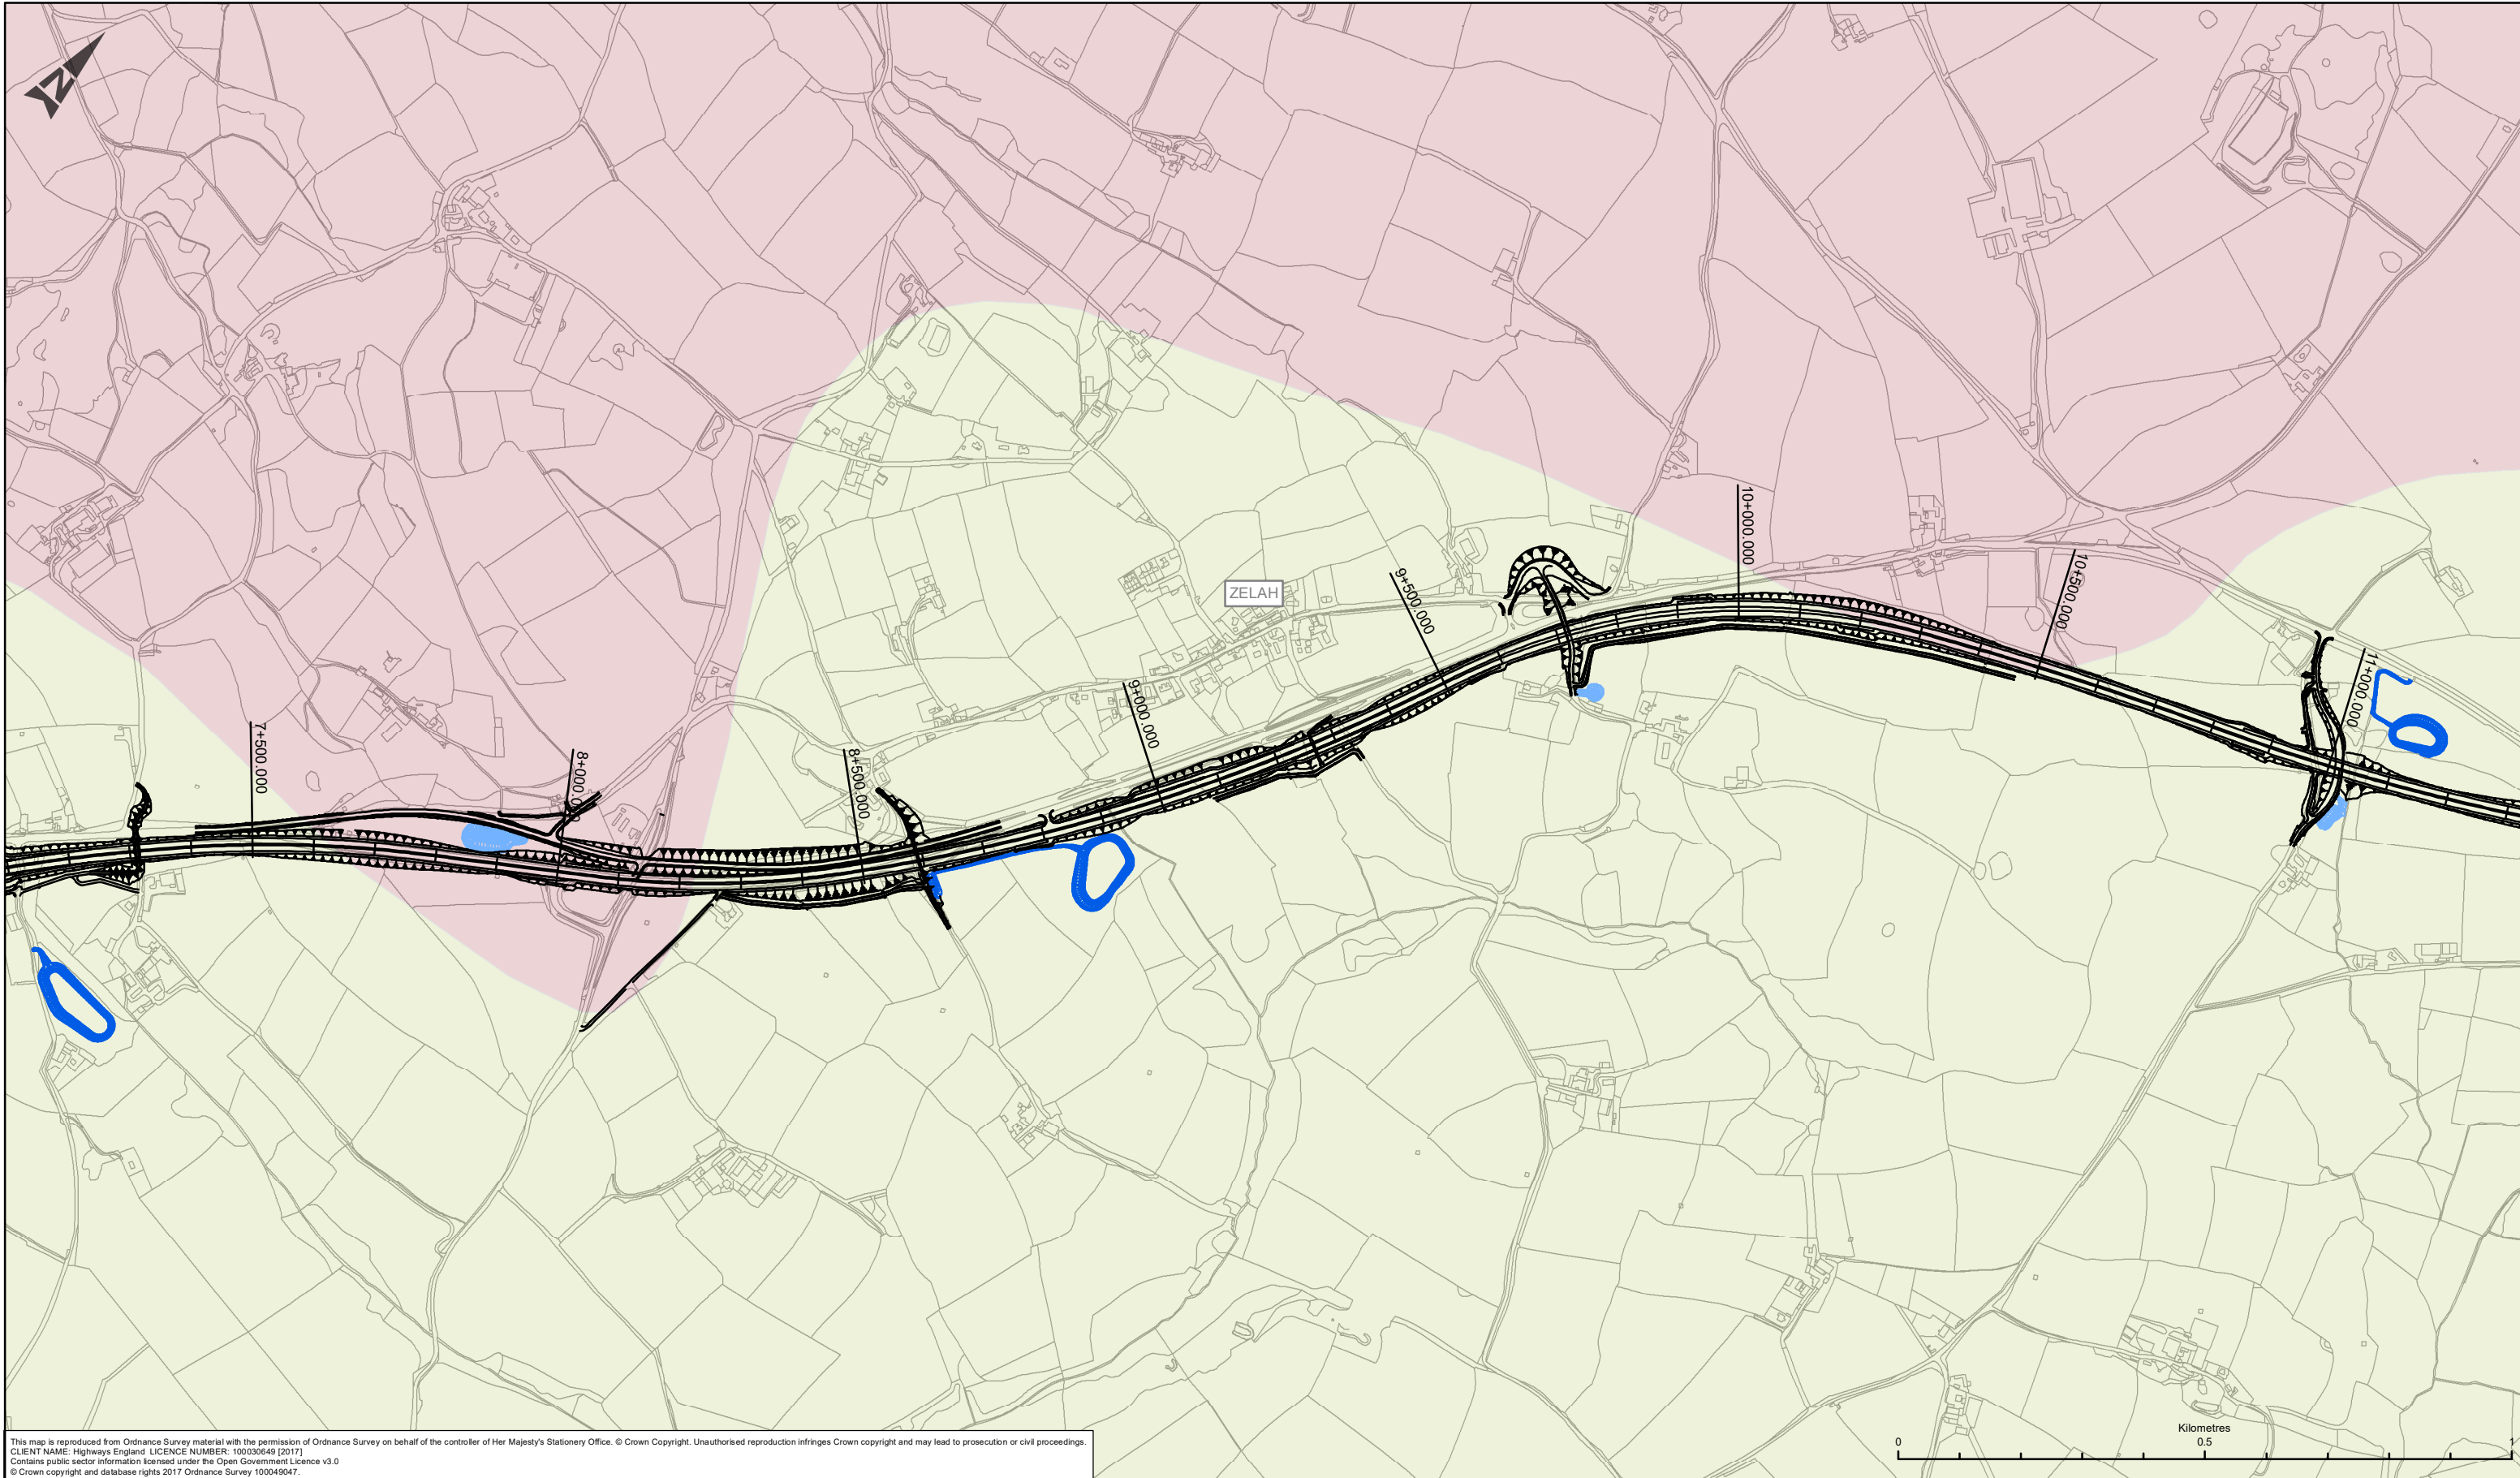 N
10+000.000
10+500.000
9+500.000
ZELAH
11+000.000
9+000.000
7+500.000
8+000.000
8+500.000
Kilometres
0 0.5 1
This map is reproduced from Ordnance Survey material with the permission of Ordnance Survey on behalf of the controller of Her Majesty's Stationery Office. © Crown Copyright. Unauthorised reproduction infringes Crown copyright and may lead to prosecution or civil proceedings.
CLIENT NAME: Highways England LICENCE NUMBER: 100030649 [2017]
Contains public sector information licensed under the Open Government Licence v3.0
© Crown copyright and database rights 2017 Ordnance Survey 100049047.